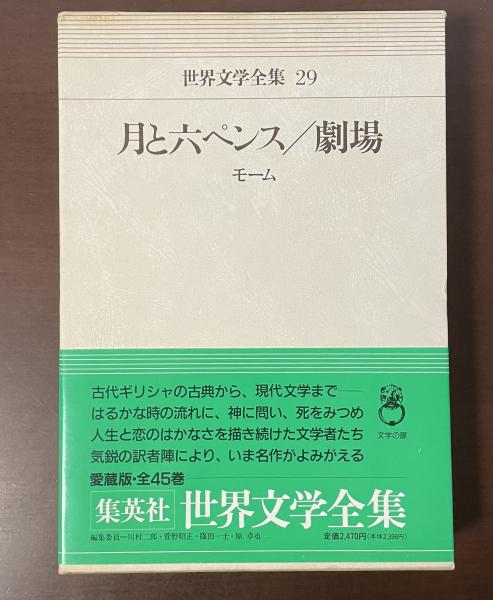 世界文学全集 29
月と六ペンス/劇場
モーム
古代ギリシャの古典から、現代文学まで――
はるかな時の流れに、神に問い、死をみつめ
人生と恋のはかなさを描き続けた文学者たち
気鋭の訳者陣により、いま名作がよみがえる
文学の扉
愛蔵版・全45巻
集英社 世界文学全集
編集委員―川村二郎・菅野昭正・篠田一士・原 卓也
定価2,470円(本体2,398円)